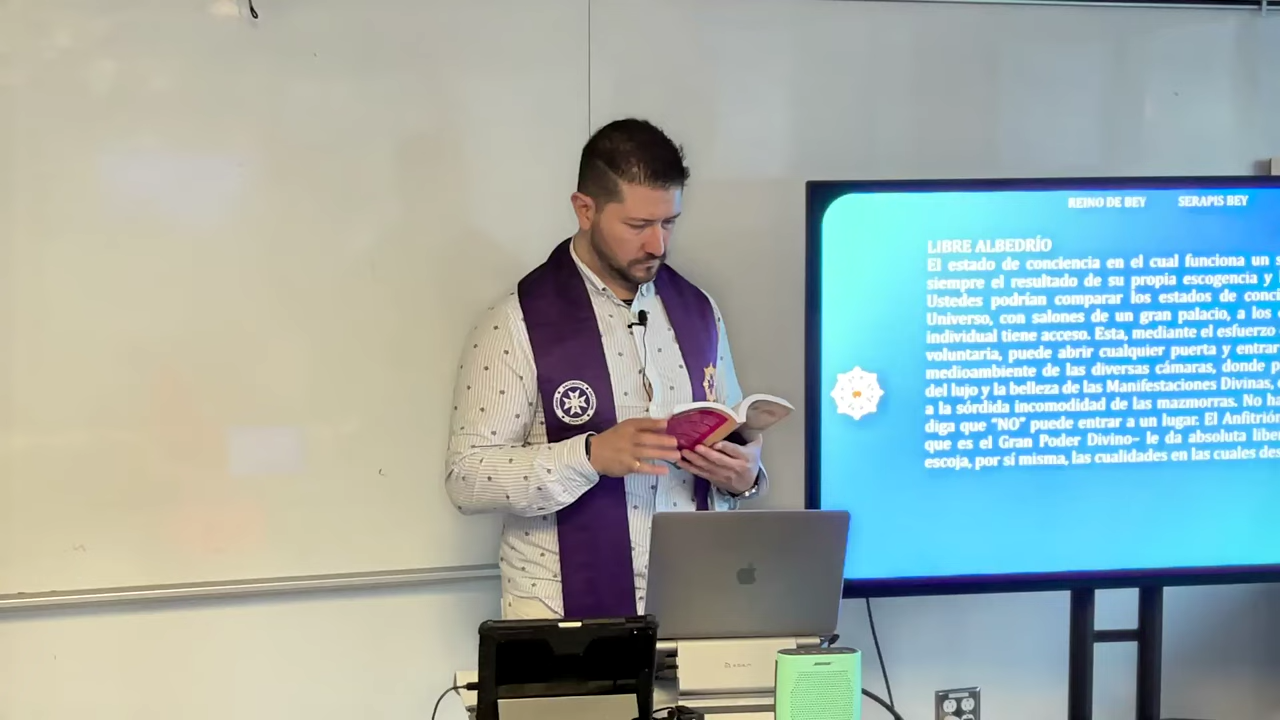 REINO DE BEY SERAPIS BEY
LIBRE ALBEDRÍO
El estado de conciencia en el cual funciona un s
siempre el resultado de su propia escogencia y
Ustedes podrían comparar los estados de conci
Universo, con salones de un gran palacio, a los
individual tiene acceso. Esta, mediante el esfuerzo
voluntaria, puede abrir cualquier puerta y entrar
medioambiente de las diversas cámaras, donde p
del lujo y la belleza de las Manifestaciones Divinas,
a la sórdida incomodidad de las mazmorras. No ha
diga que “NO” puede entrar a un lugar. El Anfitrión
que es el Gran Poder Divino– le da absoluta liber
escoja, por sí misma, las cualidades en las cuales des
BOSE